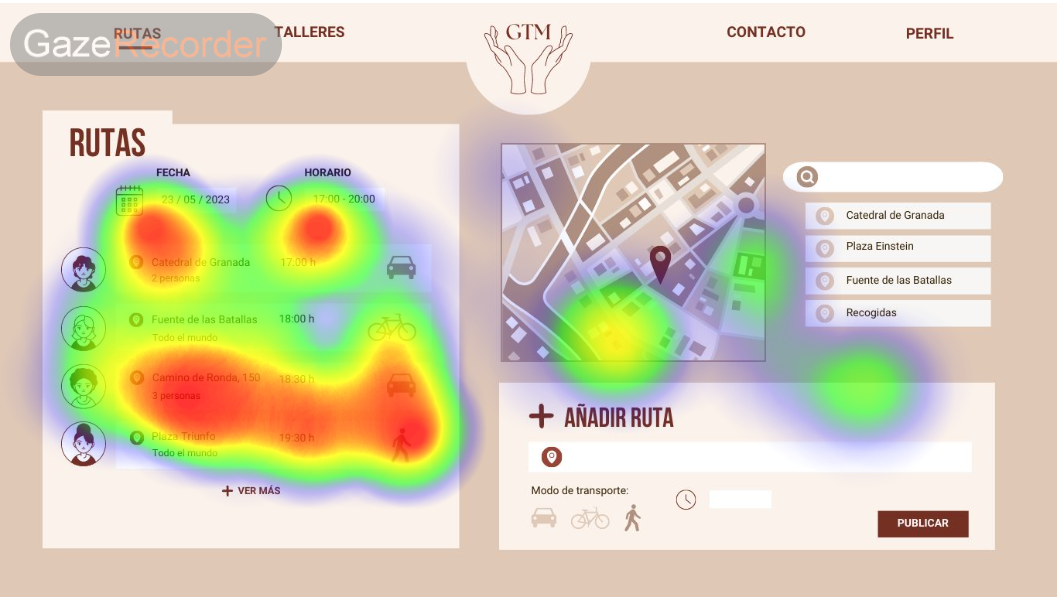 GazeRecorder
RUTAS
TALLERES
GTM
CONTACTO
PERFIL
RUTAS
FECHA
HORARIO
23 / 05 / 2023
17:00 - 20:00
Catedral de Granada
17:00 h
2 personas
Fuente de las Batallas
18:00 h
Todo el mundo
Camino de Ronda, 150
18:30 h
3 personas
Plaza Triunfo
19:30 h
Todo el mundo
VER MÁS
Catedral de Granada
Plaza Einstein
Fuente de las Batallas
Recogidas
AÑADIR RUTA
Modo de transporte:
PUBLICAR